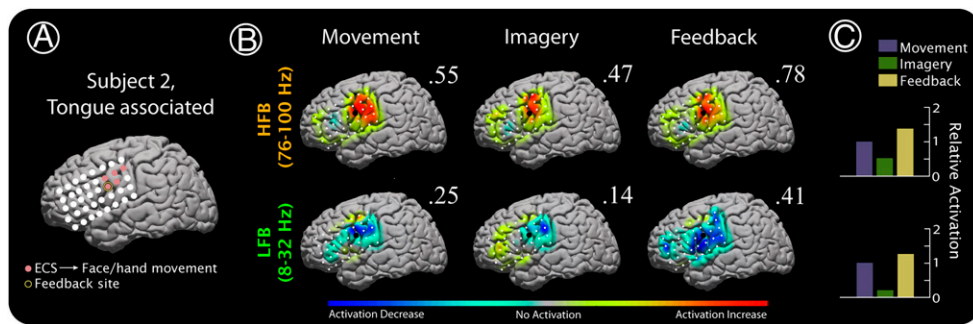 A
Subject 2,
Tongue associated
ECS → Face/hand movement
Feedback site
B
Movement
Imagery
Feedback
HFB
(76-100 Hz)
.55
.47
.78
LFB
(8-32 Hz)
.25
.14
.41
Activation Decrease
No Activation
Activation Increase
C
Movement
Imagery
Feedback
2
1
0
2
1
0
Relative Activation